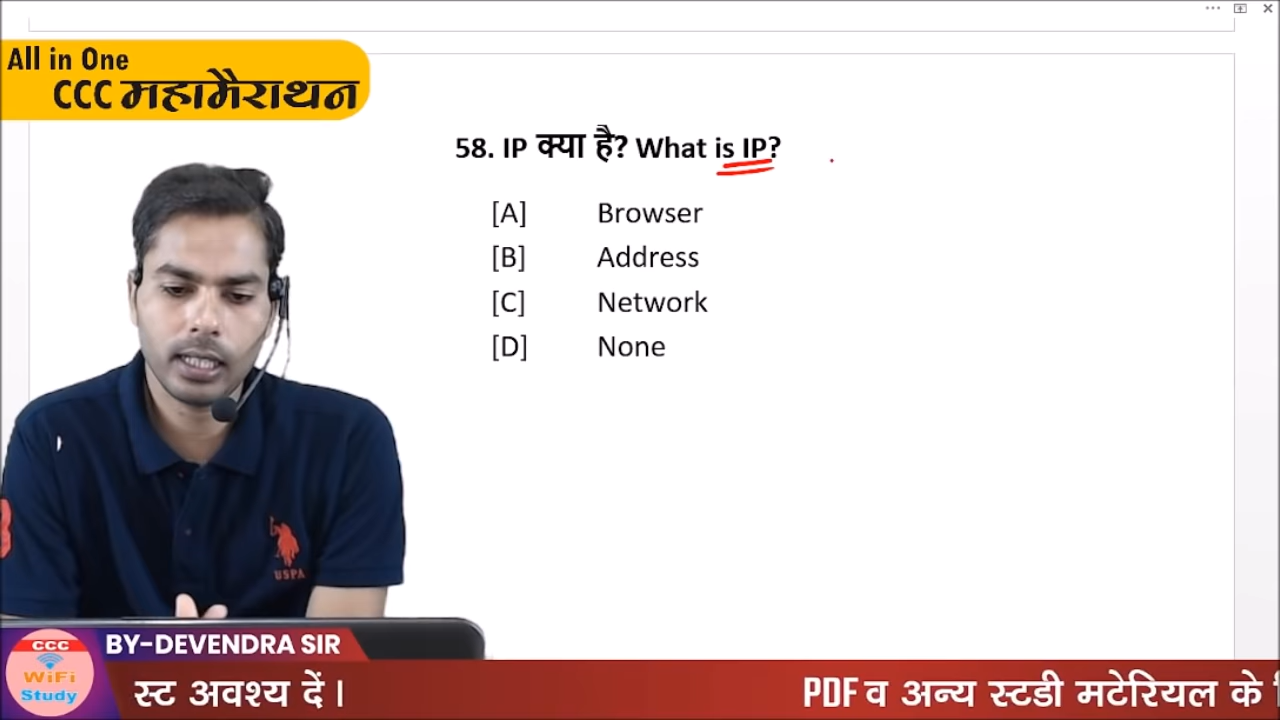 All in One
CCC महामैराथन
58. IP क्या है? What is IP?
[A] Browser
[B] Address
[C] Network
[D] None
USPA
CCC
WiFi
Study
BY-DEVENDRA SIR
स्ट अवश्य दें।
PDF व अन्य स्टडी मटेरियल के